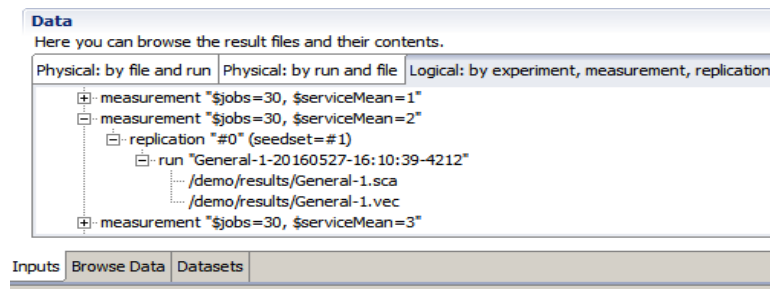 Data
Here you can browse the result files and their contents.
Physical: by file and run Physical: by run and file Logical: by experiment, measurement, replication
measurement "$jobs=30, $serviceMean=1"
measurement "$jobs=30, $serviceMean=2"
replication "#0" (seedset=#1)
run "General-1-20160527-16:10:39-4212"
/demo/results/General-1.sca
/demo/results/General-1.vec
measurement "$jobs=30, $serviceMean=3"
Inputs Browse Data Datasets